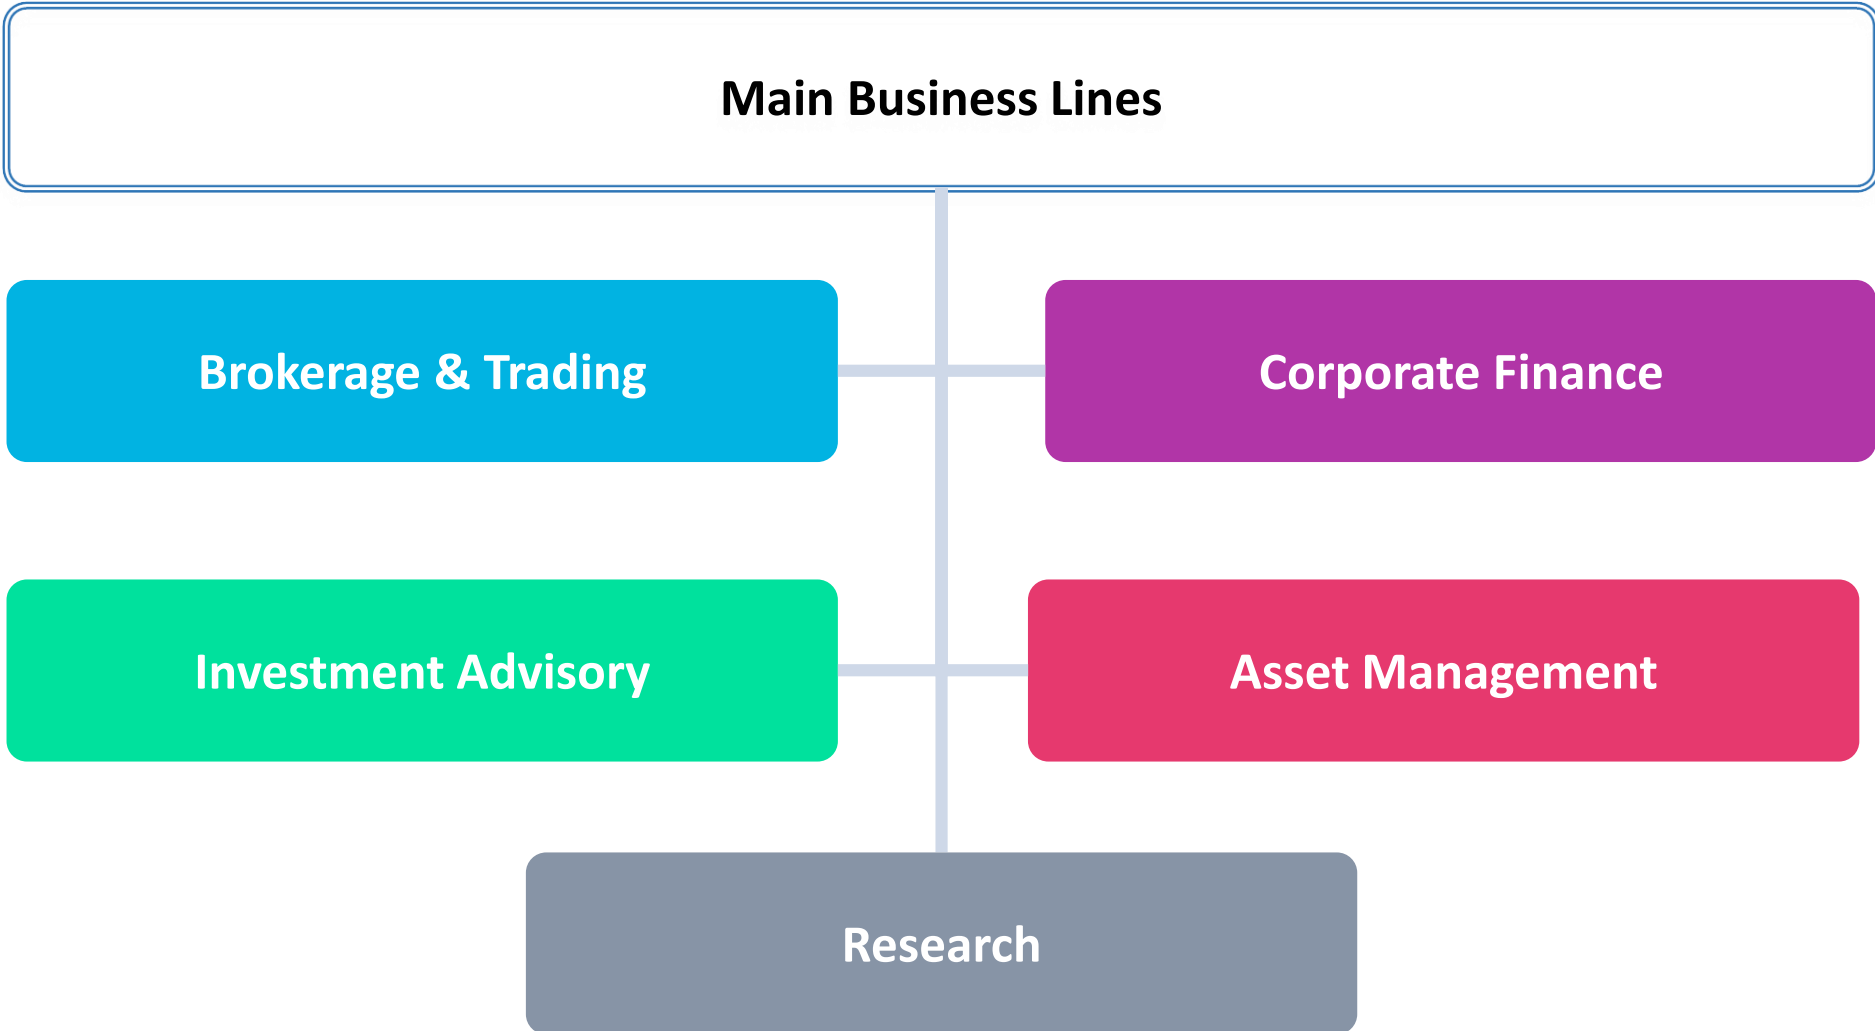 Main Business Lines
Brokerage & Trading
Corporate Finance
Investment Advisory
Asset Management
Research